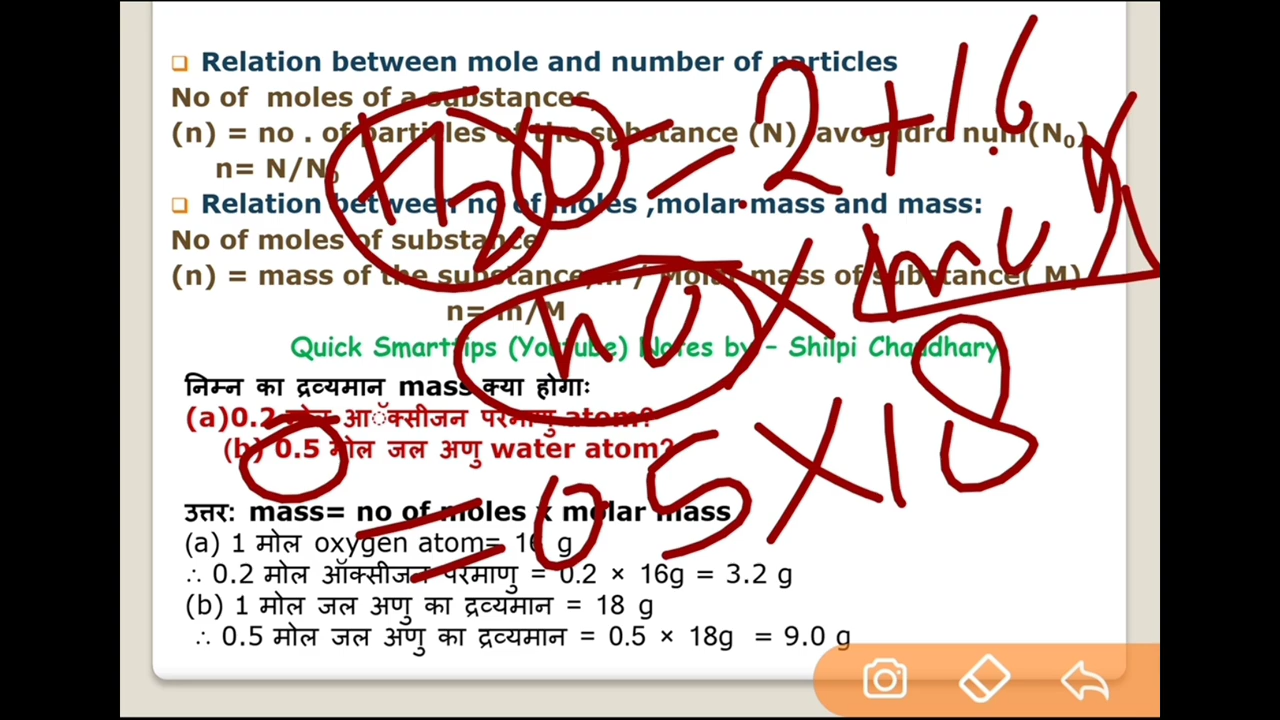 Relation between mole and number of particles
No of moles of a substances,
(n) = no . of particles of the substance (N) / avogadro num(N₀)
n= N/N₀
Relation between no of moles ,molar mass and mass:
No of moles of substance
(n) = mass of the substance,m / Molar mass of substance( M)
n= m/M
Quick Smarttips (Youtube) Notes by - Shilpi Chaudhary
निम्न का द्रव्यमान mass क्या होगाः
(a)0.2 मोल आॅक्सीजन परमाणु atom?
(b) 0.5 मोल जल अणु water atom?
उत्तर: mass= no of moles x molar mass
(a) 1 मोल oxygen atom= 16 g
∴ 0.2 मोल ऑक्सीजन परमाणु = 0.2 × 16g = 3.2 g
(b) 1 मोल जल अणु का द्रव्यमान = 18 g
∴ 0.5 मोल जल अणु का द्रव्यमान = 0.5 × 18g = 9.0 g
H₂O = 2+16
no ×
= 0 5 × 18